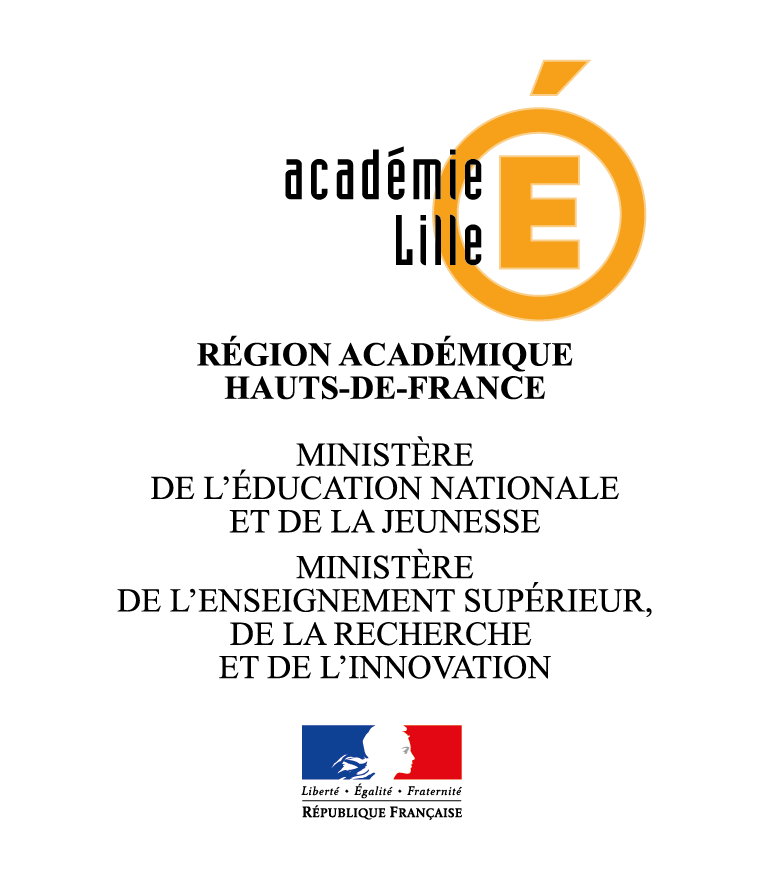 académie
Lille
É
RÉGION ACADÉMIQUE
HAUTS-DE-FRANCE
MINISTÈRE
DE L’ÉDUCATION NATIONALE
ET DE LA JEUNESSE
MINISTÈRE
DE L’ENSEIGNEMENT SUPÉRIEUR,
DE LA RECHERCHE
ET DE L’INNOVATION
Liberté • Égalité • Fraternité
RÉPUBLIQUE FRANÇAISE